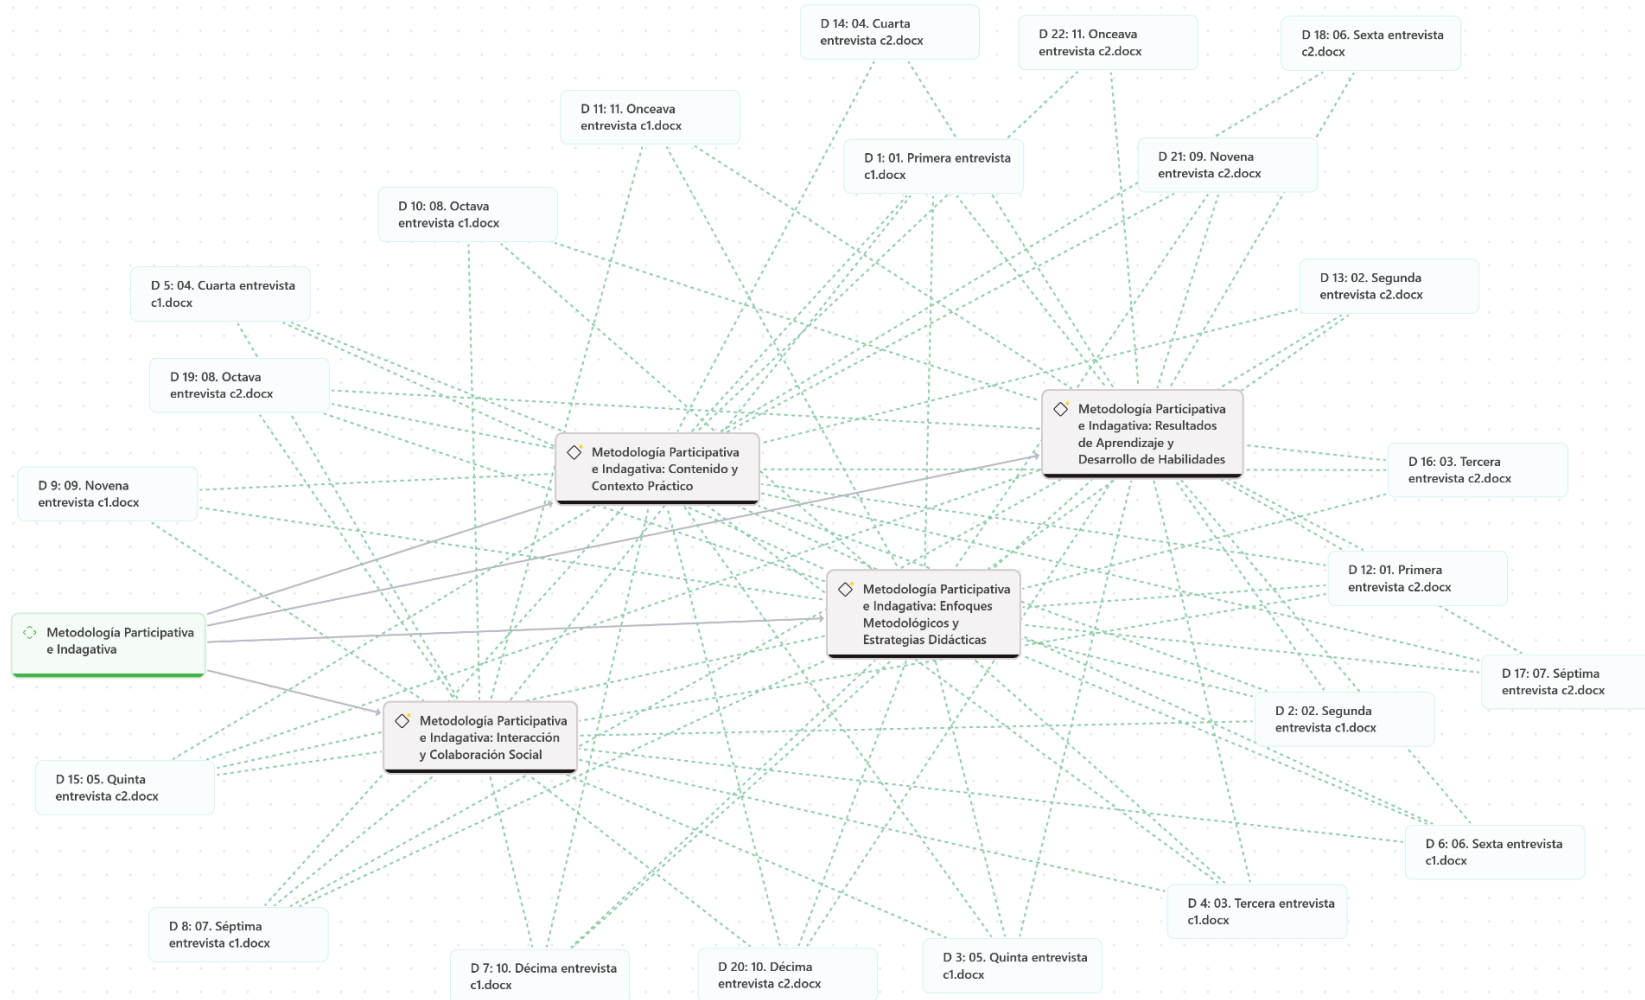 D 14: 04. Cuarta
entrevista c2.docx
D 22: 11. Onceava
entrevista c2.docx
D 18: 06. Sexta entrevista
c2.docx
D 11: 11. Onceava
entrevista c1.docx
D 1: 01. Primera entrevista
c1.docx
D 21: 09. Novena
entrevista c2.docx
D 10: 08. Octava
entrevista c1.docx
D 5: 04. Cuarta entrevista
c1.docx
D 13: 02. Segunda
entrevista c2.docx
D 19: 08. Octava
entrevista c2.docx
Metodología Participativa
e Indagativa: Resultados
de Aprendizaje y
Desarrollo de Habilidades
Metodología Participativa
e Indagativa: Contenido y
Contexto Práctico
D 16: 03. Tercera
entrevista c2.docx
D 9: 09. Novena
entrevista c1.docx
D 12: 01. Primera
entrevista c2.docx
Metodología Participativa
e Indagativa: Enfoques
Metodológicos y
Estrategias Didácticas
Metodología Participativa
e Indagativa
D 17: 07. Séptima
entrevista c2.docx
D 2: 02. Segunda
entrevista c1.docx
Metodología Participativa
e Indagativa: Interacción
y Colaboración Social
D 15: 05. Quinta
entrevista c2.docx
D 6: 06. Sexta entrevista
c1.docx
D 4: 03. Tercera entrevista
c1.docx
D 8: 07. Séptima
entrevista c1.docx
D 7: 10. Décima entrevista
c1.docx
D 20: 10. Décima
entrevista c2.docx
D 3: 05. Quinta entrevista
c1.docx